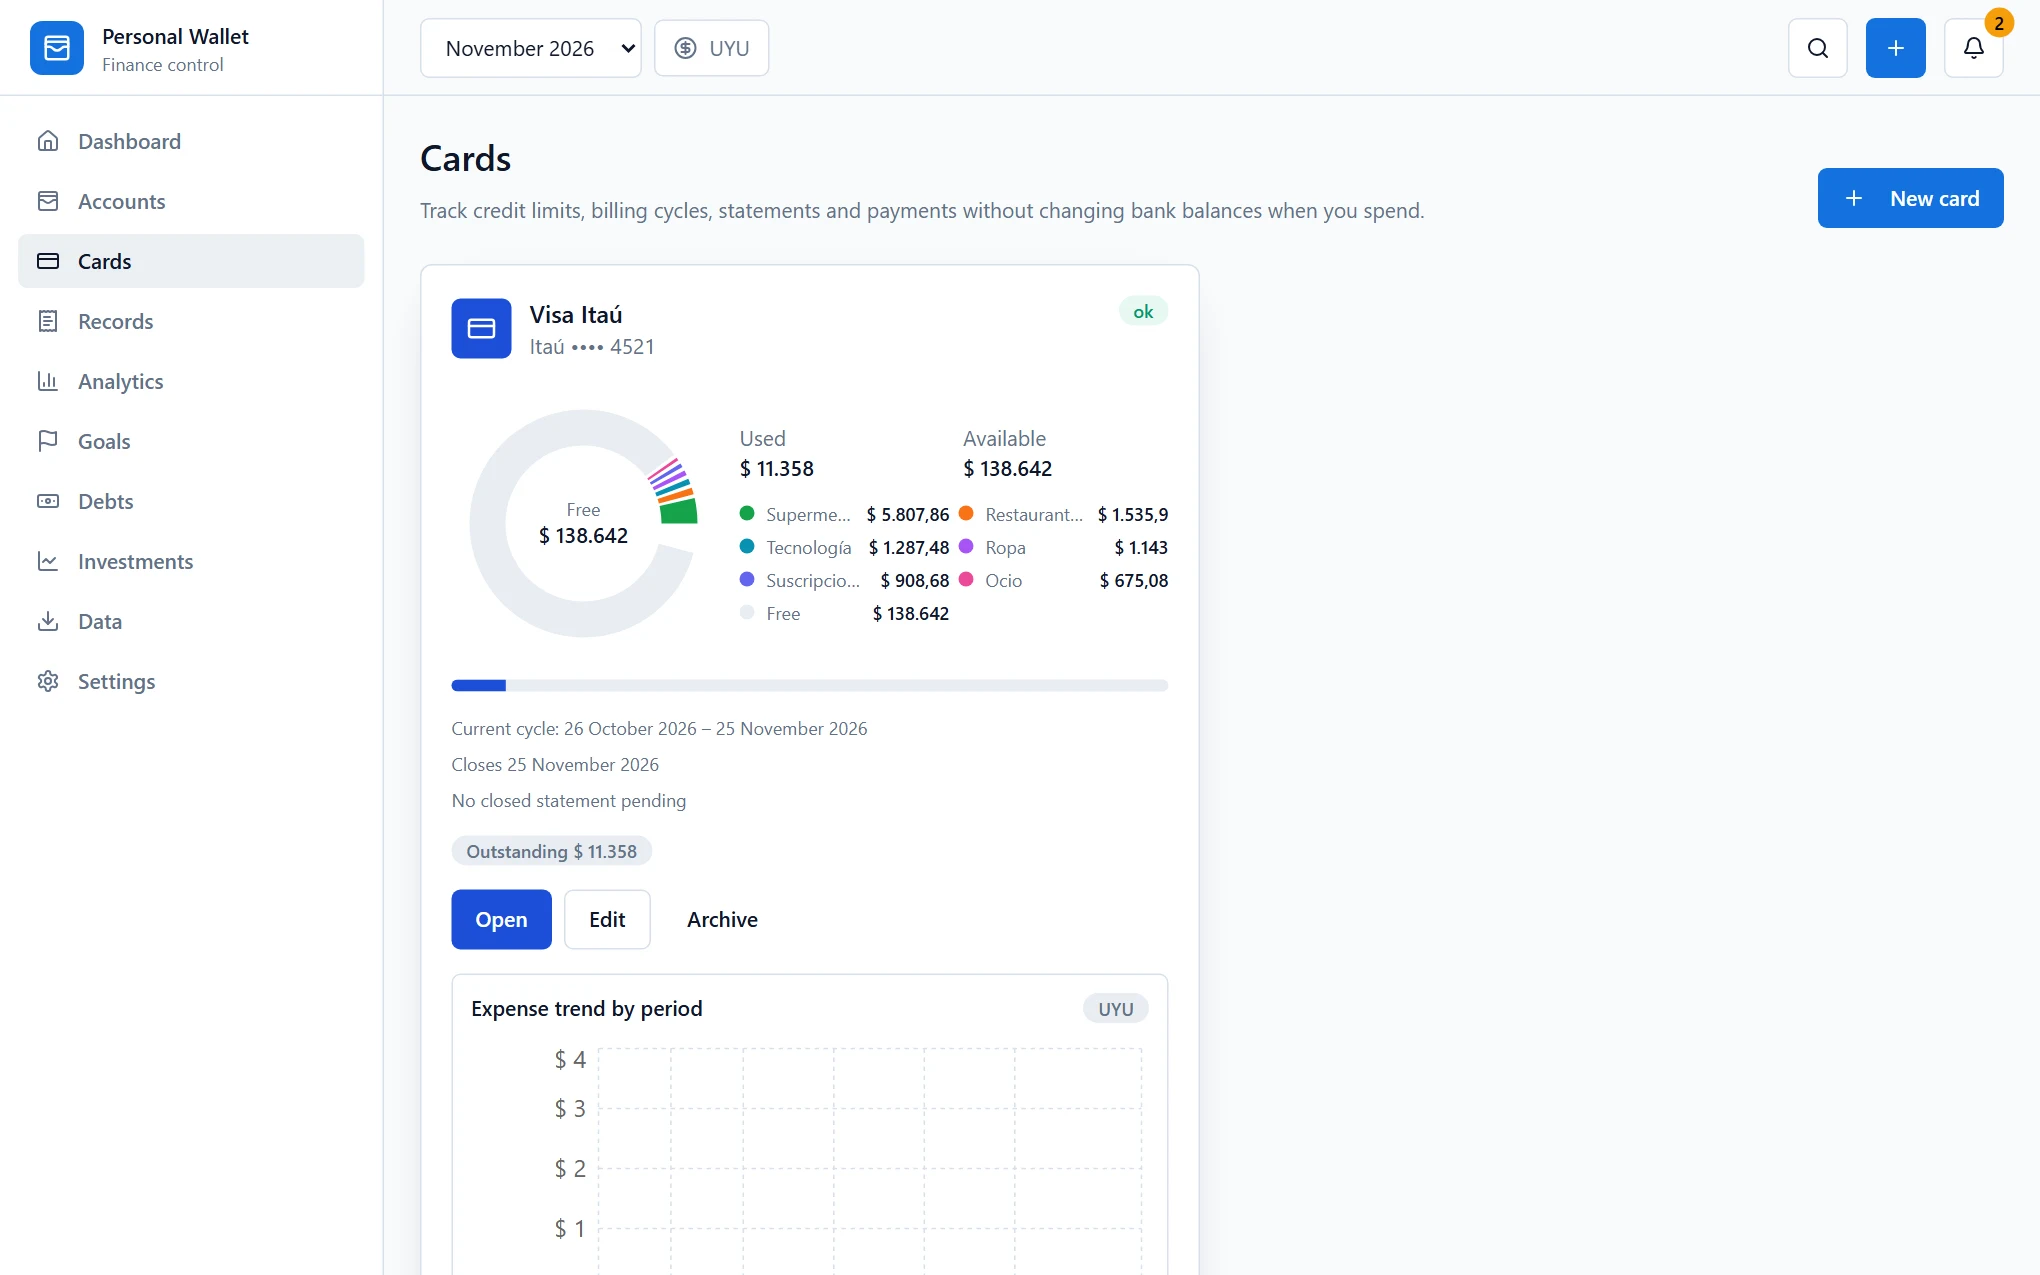 Personal Wallet
Finance control
November 2026
UYU
2
Dashboard
Accounts
Cards
Records
Analytics
Goals
Debts
Investments
Data
Settings
Cards
Track credit limits, billing cycles, statements and payments without changing bank balances when you spend.
New card
Visa Itaú
Itaú •••• 4521
ok
Free
$ 138.642
Used
$ 11.358
Available
$ 138.642
Superme... $ 5.807,86
Restaurant... $ 1.535,9
Tecnología $ 1.287,48
Ropa $ 1.143
Suscripcio... $ 908,68
Ocio $ 675,08
Free $ 138.642
Current cycle: 26 October 2026 – 25 November 2026
Closes 25 November 2026
No closed statement pending
Outstanding $ 11.358
Open
Edit
Archive
Expense trend by period
UYU
$ 4
$ 3
$ 2
$ 1